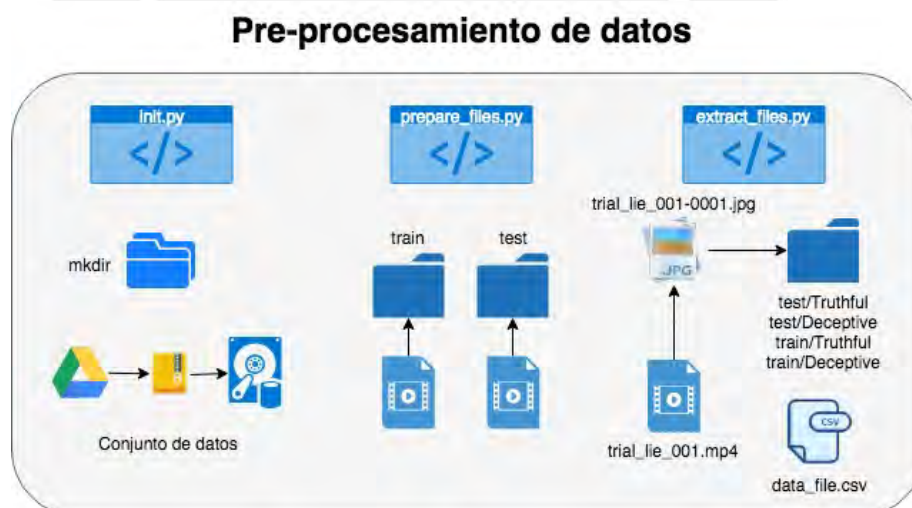 Pre-procesamiento de datos
init.py
</>
mkdir
Conjunto de datos
prepare_files.py
</>
train
test
extract_files.py
</>
trial_lie_001-0001.jpg
.JPG
test/Truthful
test/Deceptive
train/Truthful
train/Deceptive
trial_lie_001.mp4
CSV
data_file.csv